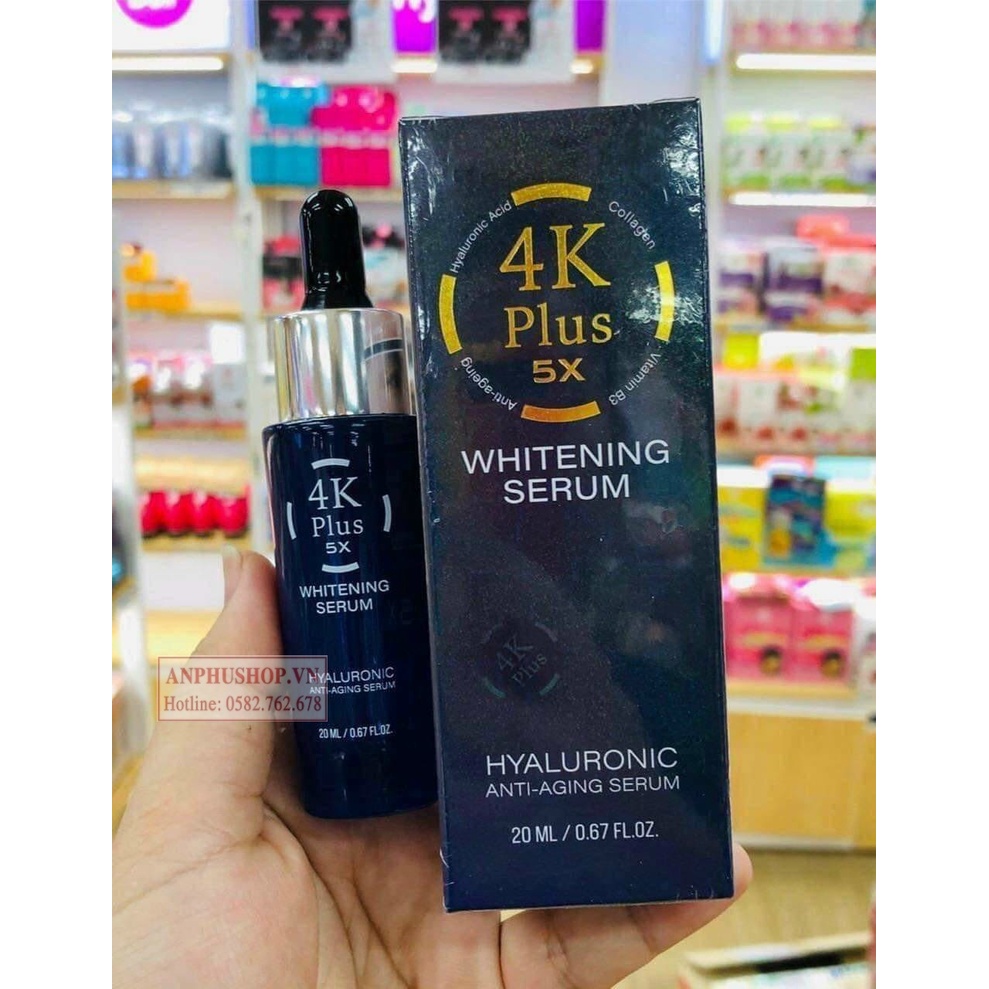 Hyaluronic Acid
Collagen
4K
Plus
5X
Anti-ageing
Vitamin B3
WHITENING
SERUM
4K
Plus
HYALURONIC
ANTI-AGING SERUM
20 ML / 0.67 FL.OZ.
4K
Plus
5X
WHITENING
SERUM
HYALURONIC
ANTI-AGING SERUM
20 ML / 0.67 FL.OZ.
ANPHUSHOP.VN
Hotline: 0582.762.678